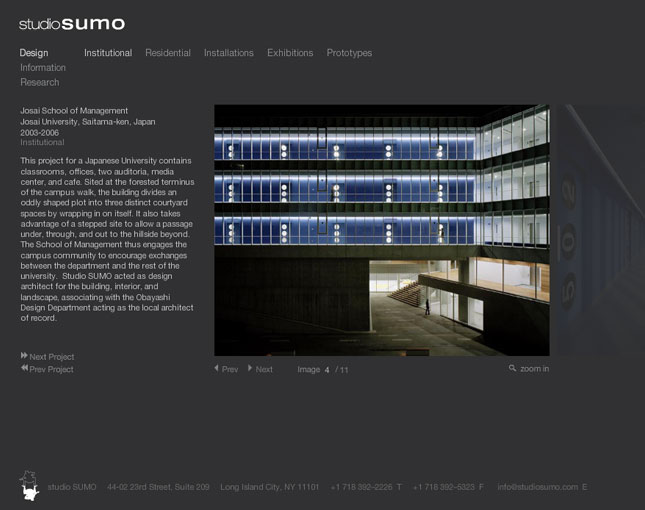 studiosumo
Design Institutional Residential Installations Exhibitions Prototypes
Information
Research
Josai School of Management
Josai University, Saitama-ken, Japan
2003-2006
Institutional
This project for a Japanese University contains
classrooms, offices, two auditoria, media
center, and cafe. Sited at the forested terminus
of the campus walk, the building divides an
oddly shaped plot into three distinct courtyard
spaces by wrapping in on itself. It also takes
advantage of a stepped site to allow a passage
under, through, and out to the hillside beyond.
The School of Management thus engages the
campus community to encourage exchanges
between the department and the rest of the
university. Studio SUMO acted as design
architect for the building, interior, and
landscape, associating with the Obayashi
Design Department acting as the local architect
of record.
Next Project
Prev Project
Prev Next Image 4 / 11 zoom in
studio SUMO 44-02 23rd Street, Suite 209 Long Island City, NY 11101 +1 718 392-2226 T +1 718 392-5323 F info@studiosumo.com E